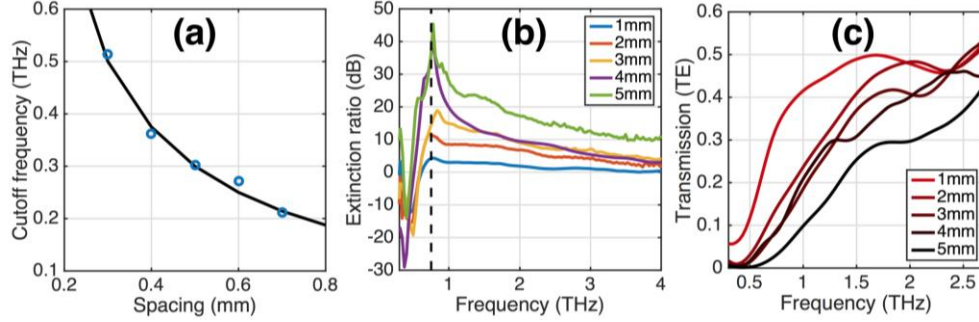 (a)
Cutoff frequency (THz)
0.6
0.5
0.4
0.3
0.2
0.1
0.2 0.4 0.6 0.8
Spacing (mm)
(b)
Extinction ratio (dB)
50
40
30
20
10
0
-10
-20
-30
1 2 3 4
Frequency (THz)
1mm
2mm
3mm
4mm
5mm
(c)
Transmission (TE)
0.6
0.5
0.4
0.3
0.2
0.1
0
0.5 1 1.5 2 2.5
Frequency (THz)
1mm
2mm
3mm
4mm
5mm